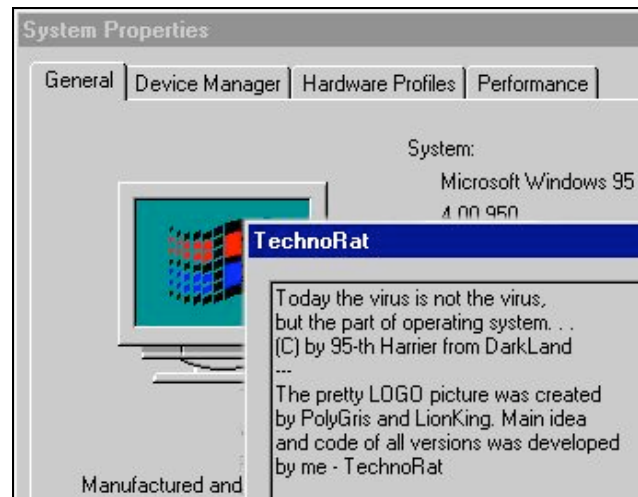 System Properties
General Device Manager Hardware Profiles Performance
System:
Microsoft Windows 95
4.00.950
TechnoRat
Today the virus is not the virus,
but the part of operating system. . .
(C) by 95-th Harrier from DarkLand
---
The pretty LOGO picture was created
by PolyGris and LionKing. Main idea
and code of all versions was developed
by me - TechnoRat
Manufactured and